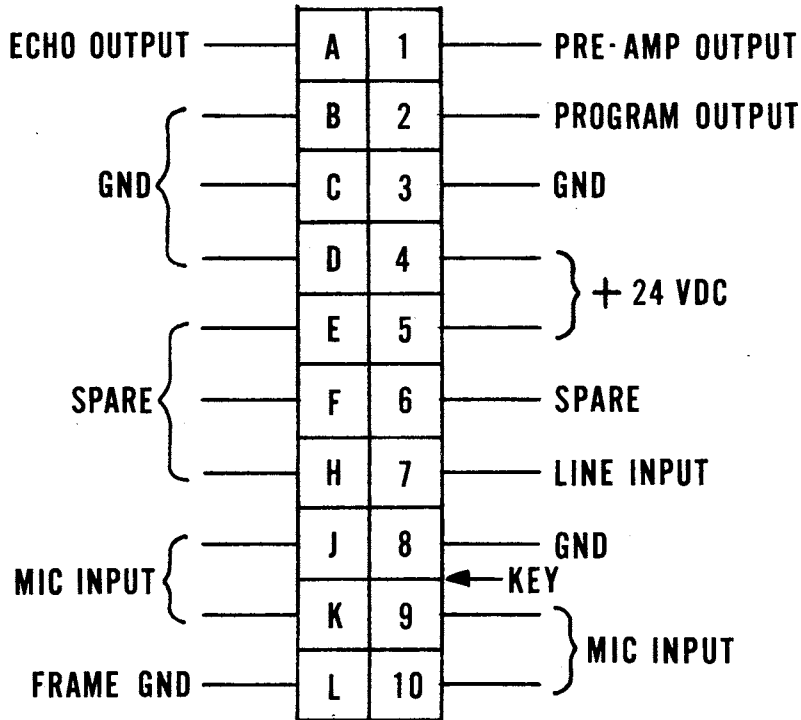 ECHO OUTPUT A 1 PRE-AMP OUTPUT
B 2 PROGRAM OUTPUT
GND C 3 GND
D 4
+ 24 VDC
E 5
SPARE F 6 SPARE
H 7 LINE INPUT
J 8 GND
MIC INPUT KEY
K 9
MIC INPUT
FRAME GND L 10